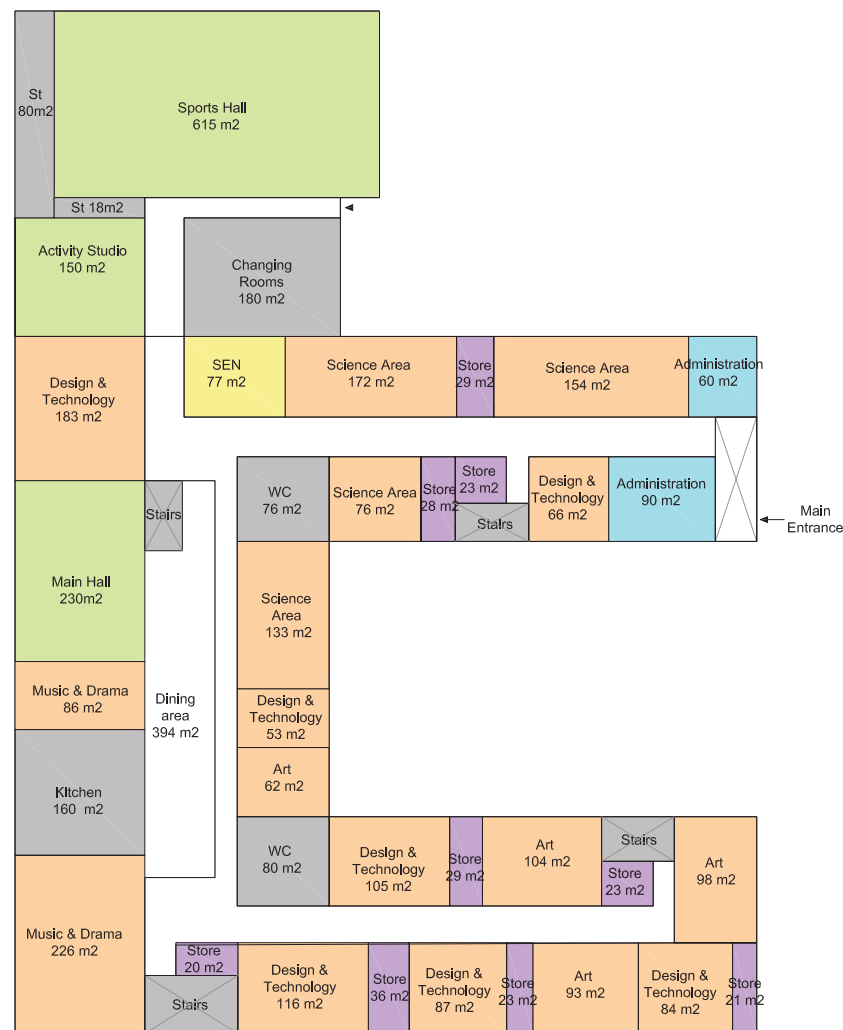 St
80m2
Sports Hall
615 m2
St 18m2
Activity Studio
150 m2
Changing
Rooms
180 m2
Design &
Technology
183 m2
SEN
77 m2
Science Area
172 m2
Store
29 m2
Science Area
154 m2
Administration
60 m2
Stairs
WC
76 m2
Science Area
76 m2
Store
28 m2
Store
23 m2
Stairs
Design &
Technology
66 m2
Administration
90 m2
Main
Entrance
Main Hall
230m2
Science
Area
133 m2
Music & Drama
86 m2
Dining
area
394 m2
Design &
Technology
53 m2
Art
62 m2
KItchen
160 m2
WC
80 m2
Design &
Technology
105 m2
Store
29 m2
Art
104 m2
Stairs
Store
23 m2
Art
98 m2
Music & Drama
226 m2
Store
20 m2
Stairs
Design &
Technology
116 m2
Store
36 m2
Design &
Technology
87 m2
Store
23 m2
Art
93 m2
Design &
Technology
84 m2
Store
21 m2